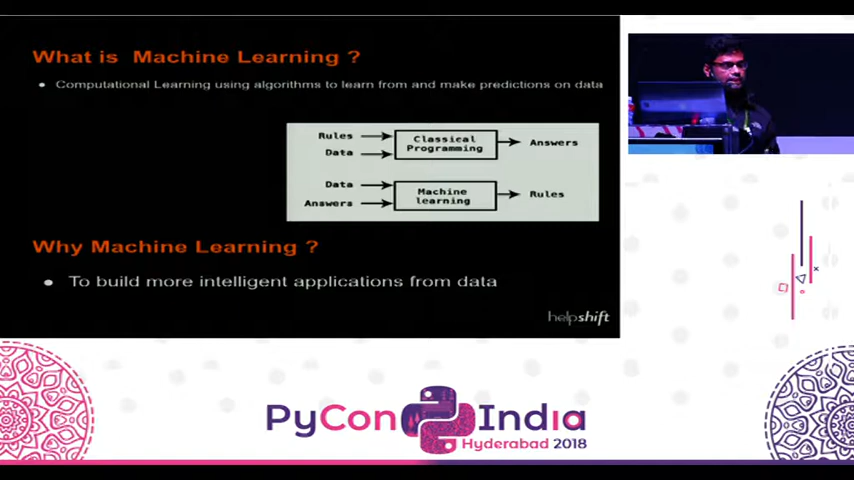 What is Machine Learning ?
● Computational Learning using algorithms to learn from and make predictions on data
Rules
Data
Classical
Programming
Answers
Data
Answers
Machine
learning
Rules
Why Machine Learning ?
● To build more intelligent applications from data
helpshift
PyCon India
Hyderabad 2018